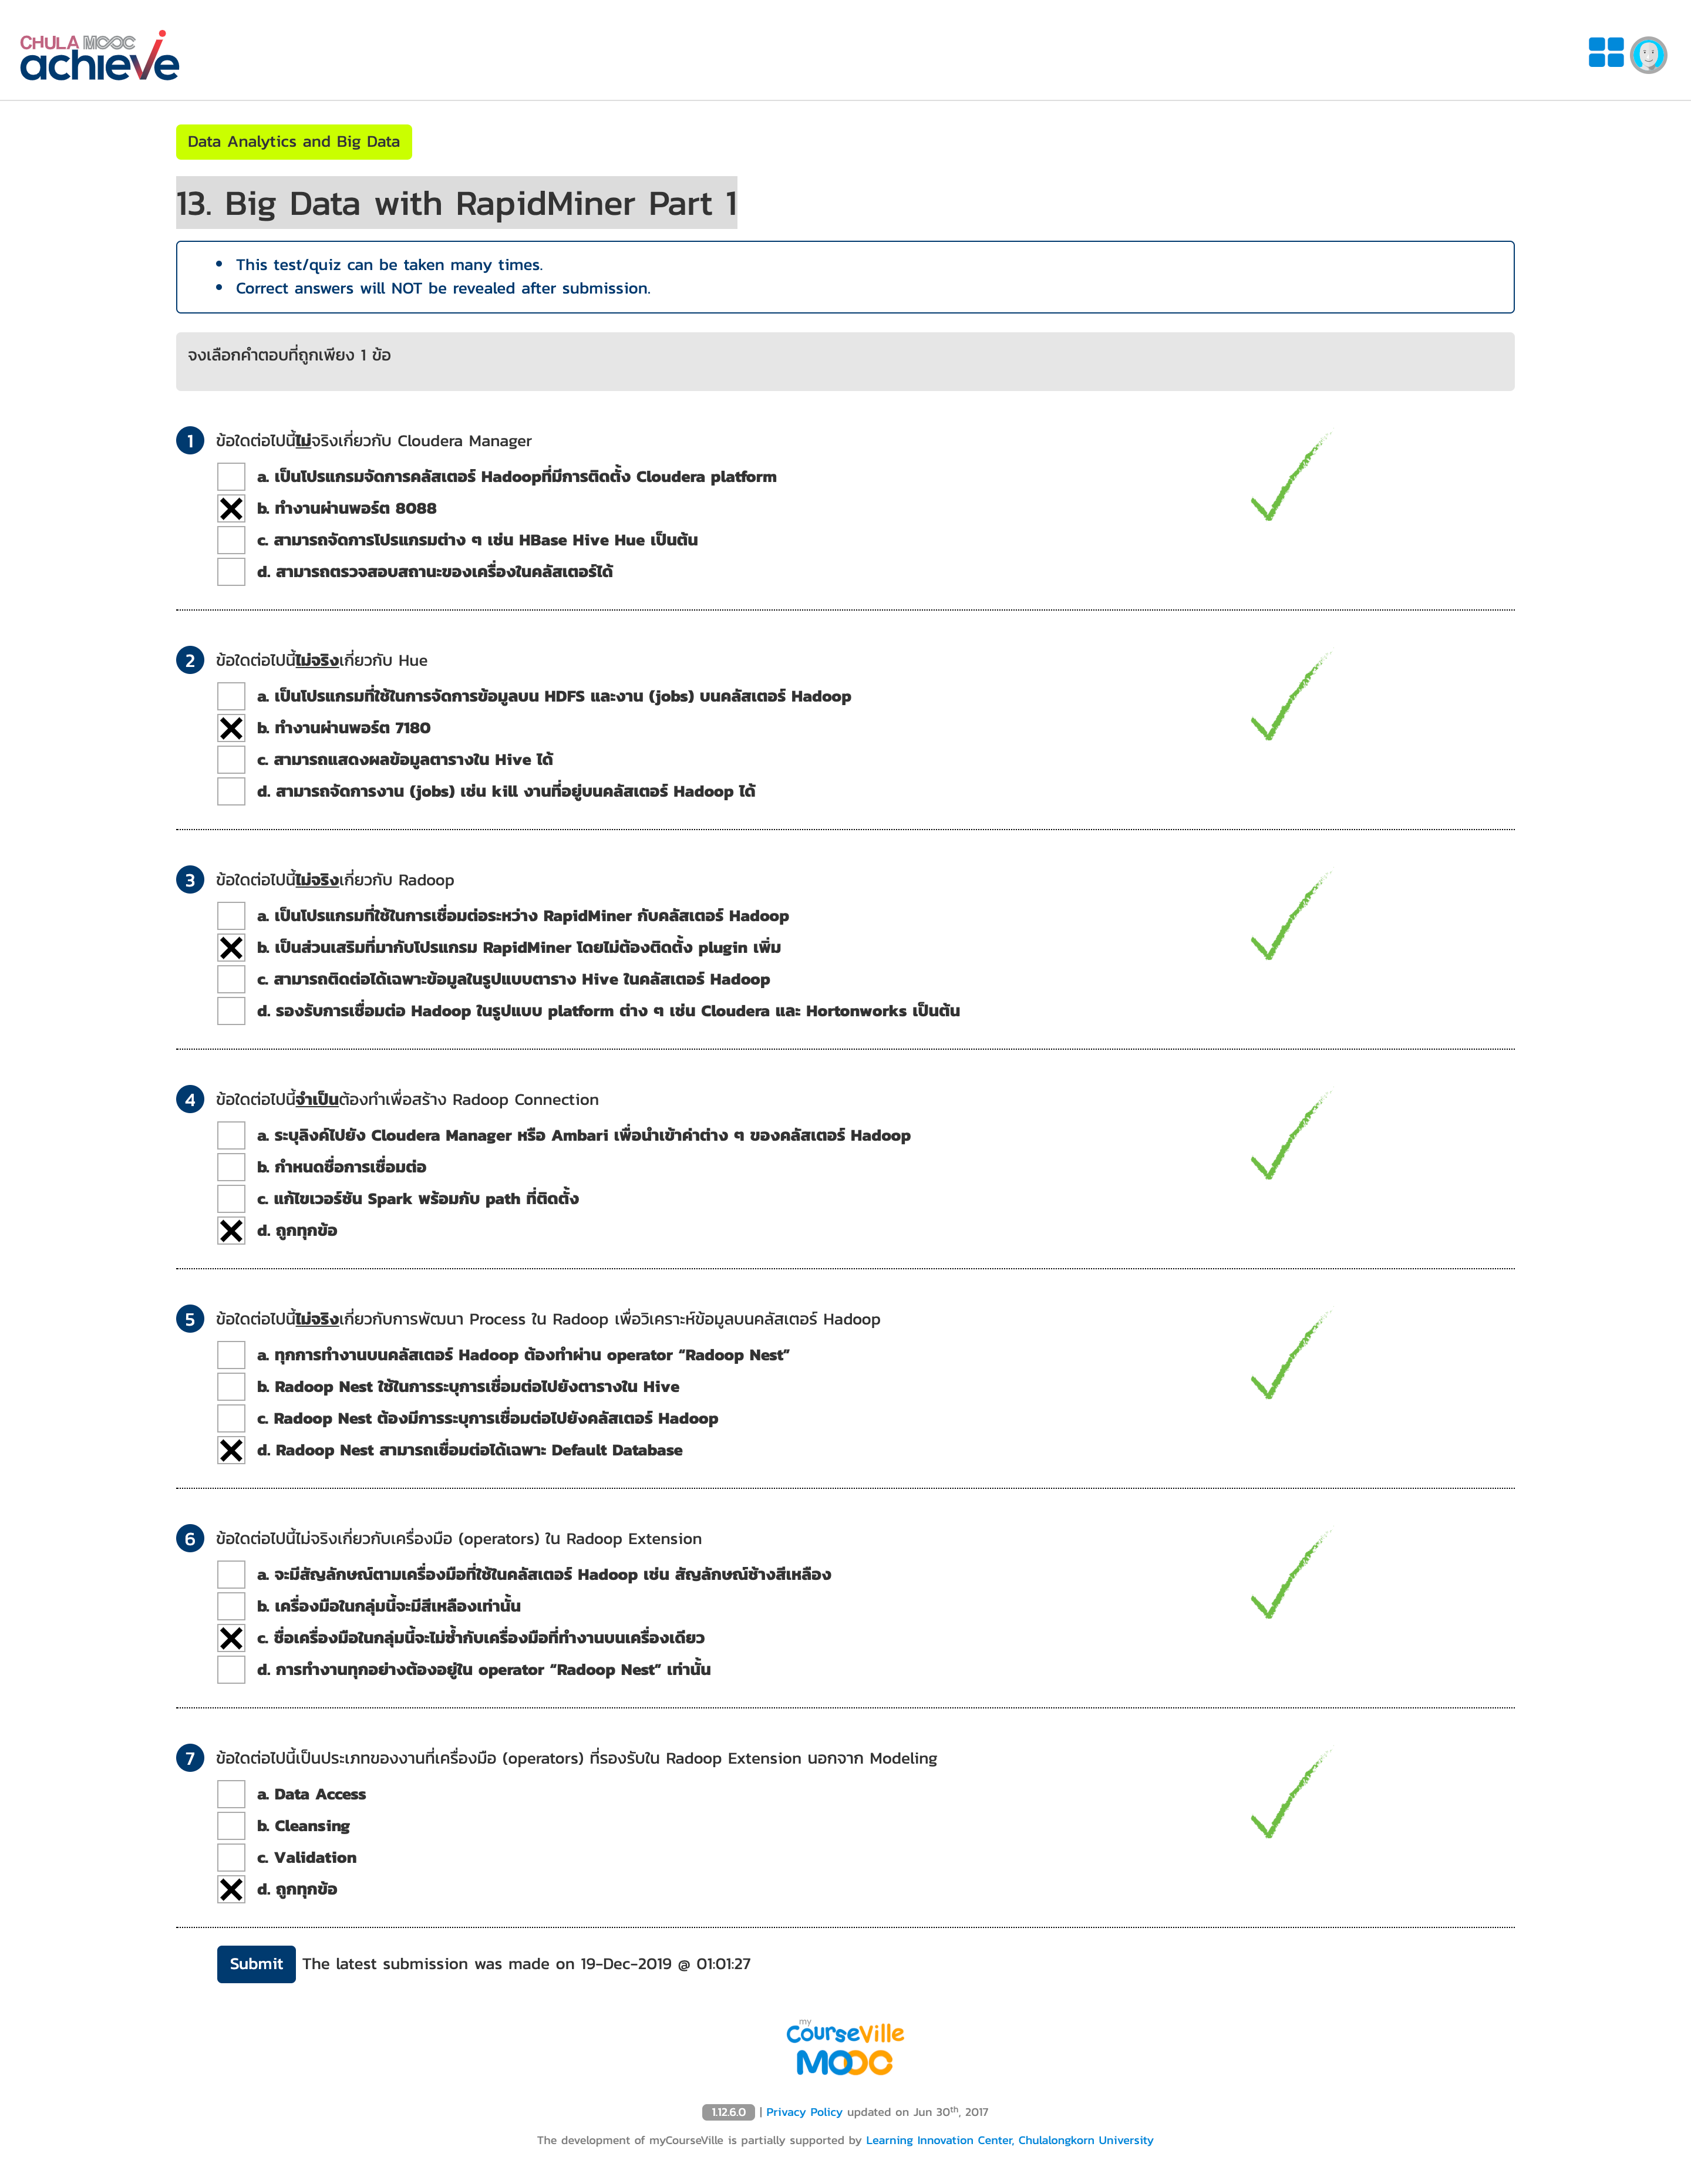 CHULA MOOC
achieve
Data Analytics and Big Data
13. Big Data with RapidMiner Part 1
• This test/quiz can be taken many times.
• Correct answers will NOT be revealed after submission.
จงเลือกคำตอบที่ถูกเพียง 1 ข้อ
1 ข้อใดต่อไปนี้ไม่จริงเกี่ยวกับ Cloudera Manager
a. เป็นโปรแกรมจัดการคลัสเตอร์ Hadoopที่มีการติดตั้ง Cloudera platform
b. ทำงานผ่านพอร์ต 8088
c. สามารถจัดการโปรแกรมต่าง ๆ เช่น HBase Hive Hue เป็นต้น
d. สามารถตรวจสอบสถานะของเครื่องในคลัสเตอร์ได้
2 ข้อใดต่อไปนี้ไม่จริงเกี่ยวกับ Hue
a. เป็นโปรแกรมที่ใช้ในการจัดการข้อมูลบน HDFS และงาน (jobs) บนคลัสเตอร์ Hadoop
b. ทำงานผ่านพอร์ต 7180
c. สามารถแสดงผลข้อมูลตารางใน Hive ได้
d. สามารถจัดการงาน (jobs) เช่น kill งานที่อยู่บนคลัสเตอร์ Hadoop ได้
3 ข้อใดต่อไปนี้ไม่จริงเกี่ยวกับ Radoop
a. เป็นโปรแกรมที่ใช้ในการเชื่อมต่อระหว่าง RapidMiner กับคลัสเตอร์ Hadoop
b. เป็นส่วนเสริมที่มากับโปรแกรม RapidMiner โดยไม่ต้องติดตั้ง plugin เพิ่ม
c. สามารถติดต่อได้เฉพาะข้อมูลในรูปแบบตาราง Hive ในคลัสเตอร์ Hadoop
d. รองรับการเชื่อมต่อ Hadoop ในรูปแบบ platform ต่าง ๆ เช่น Cloudera และ Hortonworks เป็นต้น
4 ข้อใดต่อไปนี้จำเป็นต้องทำเพื่อสร้าง Radoop Connection
a. ระบุลิงค์ไปยัง Cloudera Manager หรือ Ambari เพื่อนำเข้าค่าต่าง ๆ ของคลัสเตอร์ Hadoop
b. กำหนดชื่อการเชื่อมต่อ
c. แก้ไขเวอร์ชัน Spark พร้อมกับ path ที่ติดตั้ง
d. ถูกทุกข้อ
5 ข้อใดต่อไปนี้ไม่จริงเกี่ยวกับการพัฒนา Process ใน Radoop เพื่อวิเคราะห์ข้อมูลบนคลัสเตอร์ Hadoop
a. ทุกการทำงานบนคลัสเตอร์ Hadoop ต้องทำผ่าน operator “Radoop Nest”
b. Radoop Nest ใช้ในการระบุการเชื่อมต่อไปยังตารางใน Hive
c. Radoop Nest ต้องมีการระบุการเชื่อมต่อไปยังคลัสเตอร์ Hadoop
d. Radoop Nest สามารถเชื่อมต่อได้เฉพาะ Default Database
6 ข้อใดต่อไปนี้ไม่จริงเกี่ยวกับเครื่องมือ (operators) ใน Radoop Extension
a. จะมีสัญลักษณ์ตามเครื่องมือที่ใช้ในคลัสเตอร์ Hadoop เช่น สัญลักษณ์ช้างสีเหลือง
b. เครื่องมือในกลุ่มนี้จะมีสีเหลืองเท่านั้น
c. ชื่อเครื่องมือในกลุ่มนี้จะไม่ซ้ำกับเครื่องมือที่ทำงานบนเครื่องเดียว
d. การทำงานทุกอย่างต้องอยู่ใน operator “Radoop Nest” เท่านั้น
7 ข้อใดต่อไปนี้เป็นประเภทของงานที่เครื่องมือ (operators) ที่รองรับใน Radoop Extension นอกจาก Modeling
a. Data Access
b. Cleansing
c. Validation
d. ถูกทุกข้อ
Submit The latest submission was made on 19-Dec-2019 @ 01:01:27
my
CourseVille
MOOC
1.12.6.0 | Privacy Policy updated on Jun 30th, 2017
The development of myCourseVille is partially supported by Learning Innovation Center, Chulalongkorn University